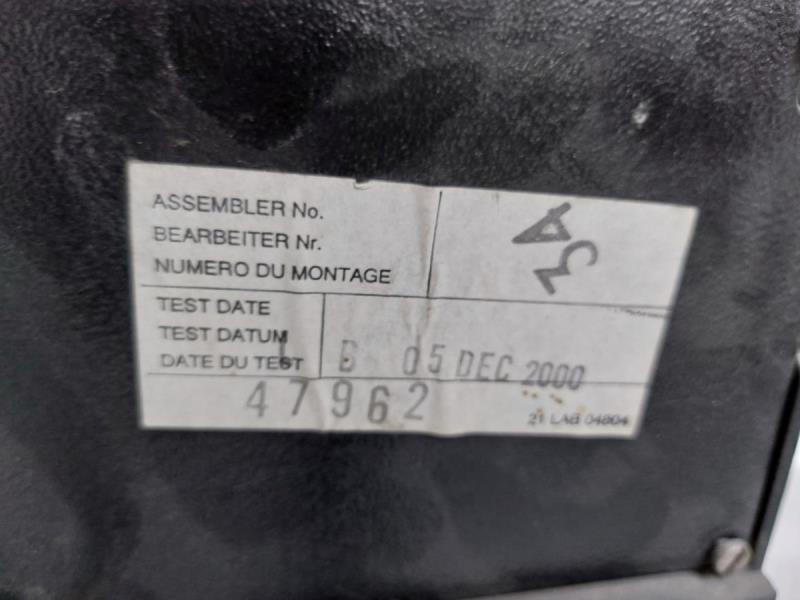 ASSEMBLER No.
BEARBEITER Nr.
NUMERO DU MONTAGE
3A
TEST DATE
TEST DATUM
DATE DU TEST
B 05 DEC 2000
47962
21 LAB 04804